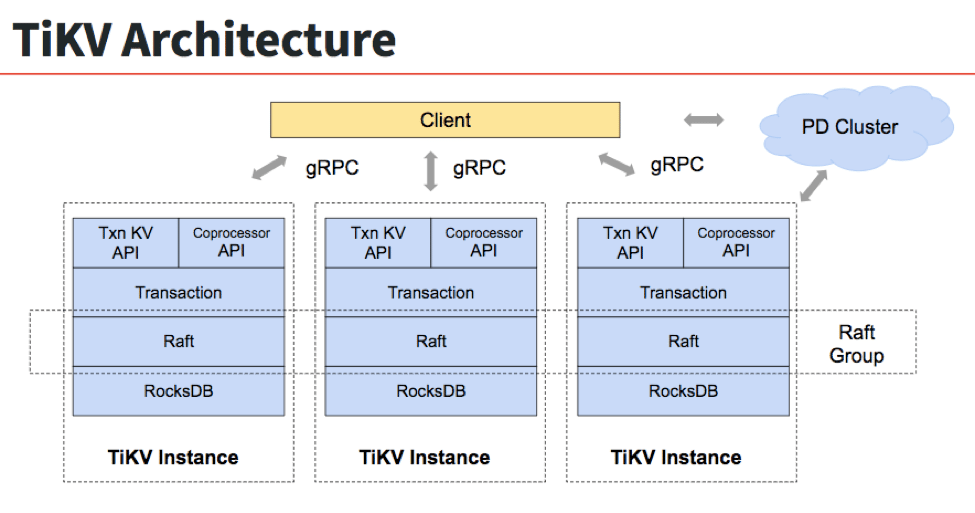 TiKV Architecture
Client
PD Cluster
gRPC
gRPC
gRPC
Txn KV
API
Coprocessor
API
Transaction
Raft
RocksDB
TiKV Instance
Txn KV
API
Coprocessor
API
Transaction
Raft
RocksDB
TiKV Instance
Txn KV
API
Coprocessor
API
Transaction
Raft
RocksDB
TiKV Instance
Raft
Group